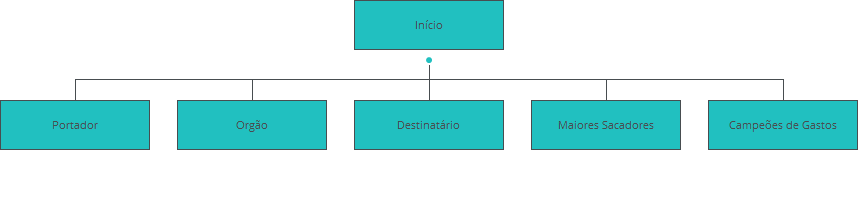 Início
Portador
Orgão
Destinatário
Maiores Sacadores
Campeões de Gastos